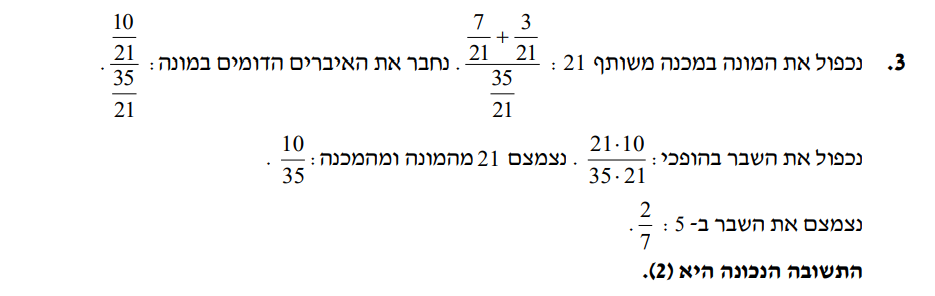 3. נכפול את המונה במכנה משותף 21 : (7/21 + 3/21)/(35/21) . נחבר את האיברים הדומים במונה : (10/21)/(35/21) .
נכפול את השבר בהופכי : (21·10)/(35·21) . נצמצם 21 מהמונה ומהמכנה : 10/35 .
נצמצם את השבר ב- 5 : 2/7 .
התשובה הנכונה היא (2).